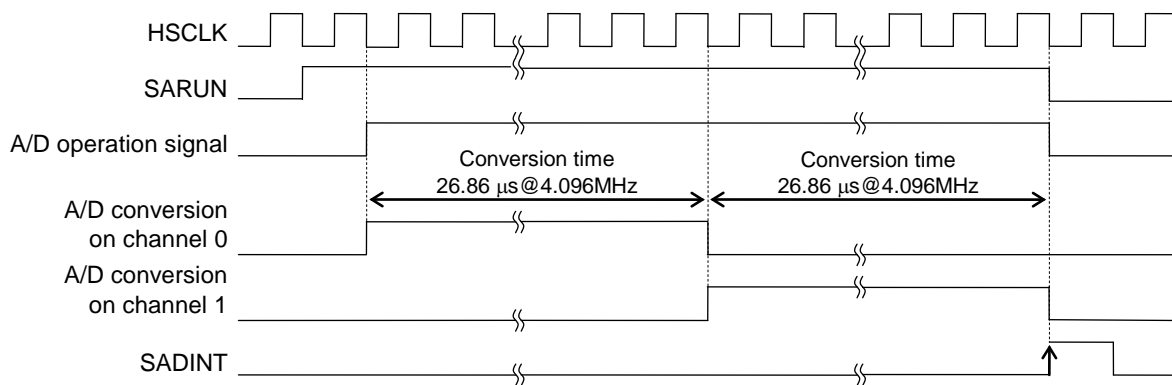 HSCLK
SARUN
A/D operation signal
Conversion time
26.86 μs@4.096MHz
Conversion time
26.86 μs@4.096MHz
A/D conversion
on channel 0
A/D conversion
on channel 1
SADINT